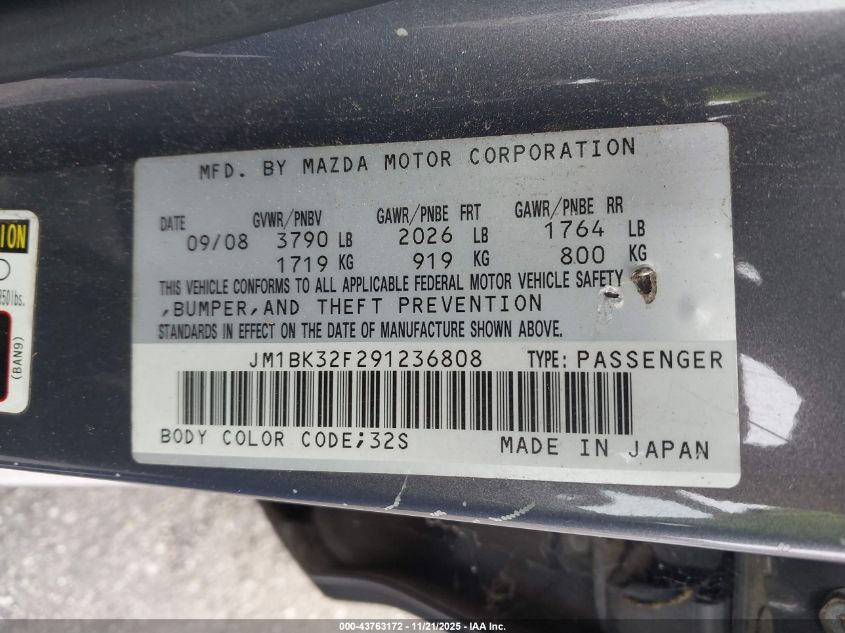 MFD. BY MAZDA MOTOR CORPORATION
DATE GVWR/PNBV GAWR/PNBE FRT GAWR/PNBE RR
09/08 3790 LB 2026 LB 1764 LB
1719 KG 919 KG 800 KG
THIS VEHICLE CONFORMS TO ALL APPLICABLE FEDERAL MOTOR VEHICLE SAFETY
,BUMPER,AND THEFT PREVENTION
STANDARDS IN EFFECT ON THE DATE OF MANUFACTURE SHOWN ABOVE.
JM1BK32F291236808 TYPE: PASSENGER
BODY COLOR CODE;32S MADE IN JAPAN
(BAN9)
000-43763172 - 11/21/2025 - IAA Inc.